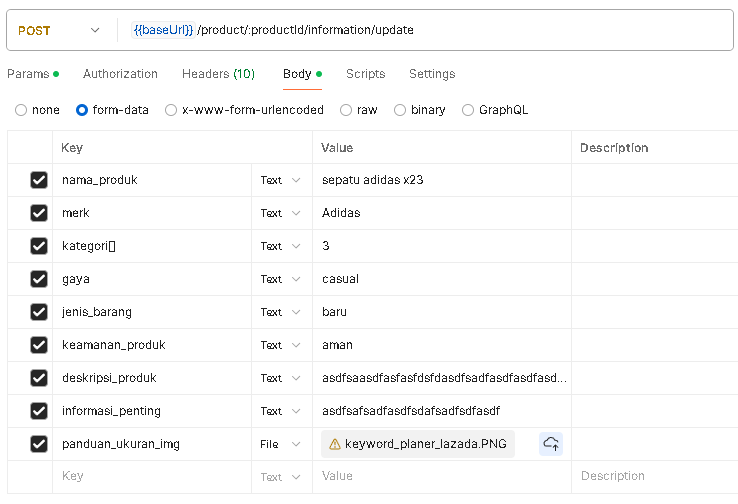 POST {{baseUrl}} /product/:productId/information/update
Params Authorization Headers (10) Body Scripts Settings
none form-data x-www-form-urlencoded raw binary GraphQL
Key Value Description
nama_produk Text sepatu adidas x23
merk Text Adidas
kategori[] Text 3
gaya Text casual
jenis_barang Text baru
keamanan_produk Text aman
deskripsi_produk Text asdfsaasdfasfasfdsfdasdfsadfasdfasdfasd...
informasi_penting Text asdfsafsadfasdfsdafsadfsdfasdf
panduan_ukuran_img File keyword_planer_lazada.PNG
Key Text Value Description